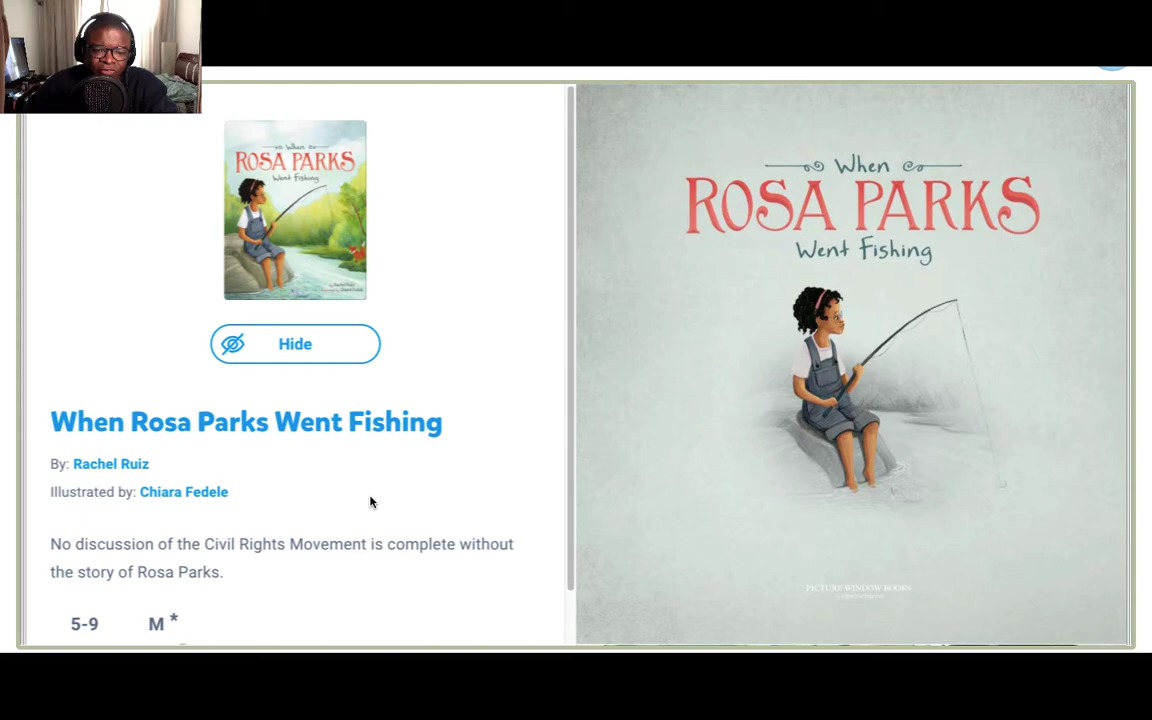 When
ROSA PARKS
Went Fishing
Hide
When Rosa Parks Went Fishing
By: Rachel Ruiz
Illustrated by: Chiara Fedele
No discussion of the Civil Rights Movement is complete without
the story of Rosa Parks.
5-9 M *
When
ROSA PARKS
Went Fishing
PICTURE WINDOW BOOKS